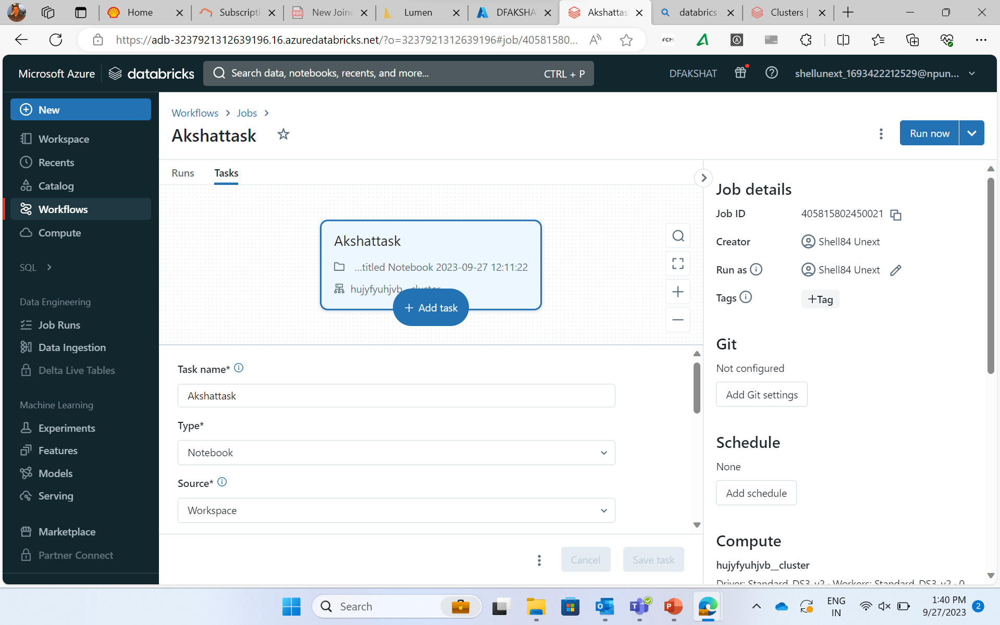 Home
Subscripti
New Joine
Lumen
DFAKSHA
Akshattas
databrics
Clusters |
https://adb-3237921312639196.16.azuredatabricks.net/?o=3237921312639196#job/40581580...
FCM
Microsoft Azure
databricks
Search data, notebooks, recents, and more...
CTRL + P
DFAKSHAT
shellunext_1693422212529@npun...
New
Workspace
Recents
Catalog
Workflows
Compute
SQL
Data Engineering
Job Runs
Data Ingestion
Delta Live Tables
Machine Learning
Experiments
Features
Models
Serving
Marketplace
Partner Connect
Workflows > Jobs >
Akshattask
Run now
Runs
Tasks
Akshattask
...titled Notebook 2023-09-27 12:11:22
hujyfyuhjvb__cluster
+ Add task
Task name*
Akshattask
Type*
Notebook
Source*
Workspace
Cancel
Save task
Job details
Job ID
405815802450021
Creator
Shell84 Unext
Run as
Shell84 Unext
Tags
+Tag
Git
Not configured
Add Git settings
Schedule
None
Add schedule
Compute
hujyfyuhjvb__cluster
Driver: Standard_DS3_v2 · Workers: Standard_DS3_v2 · 0
Search
ENG
IN
1:40 PM
9/27/2023
2